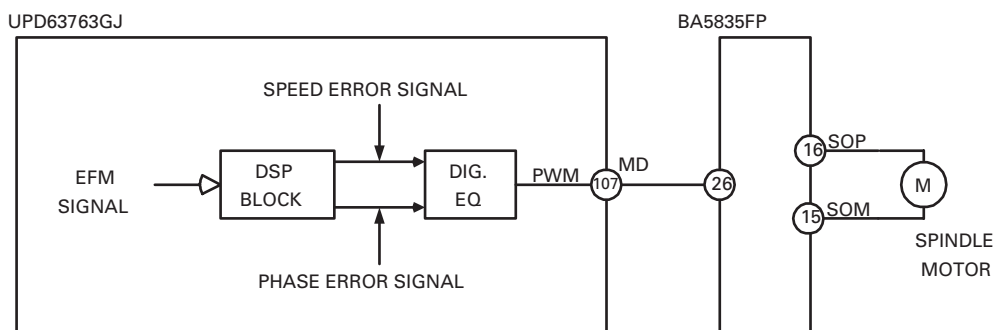 UPD63763GJ
BA5835FP
SPEED ERROR SIGNAL
EFM
SIGNAL
DSP
BLOCK
DIG.
EQ
PWM
107
MD
26
16
SOP
M
15
SOM
SPINDLE
MOTOR
PHASE ERROR SIGNAL